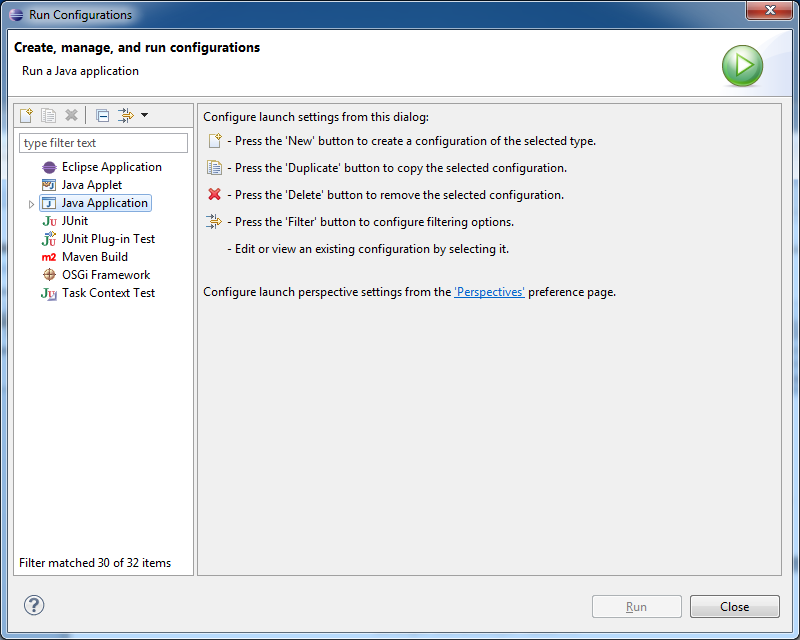 Run Configurations
Create, manage, and run configurations
Run a Java application
type filter text
Eclipse Application
Java Applet
Java Application
JU JUnit
JU JUnit Plug-in Test
m2 Maven Build
OSGi Framework
JU Task Context Test
Filter matched 30 of 32 items
Configure launch settings from this dialog:
- Press the 'New' button to create a configuration of the selected type.
- Press the 'Duplicate' button to copy the selected configuration.
- Press the 'Delete' button to remove the selected configuration.
- Press the 'Filter' button to configure filtering options.
- Edit or view an existing configuration by selecting it.
Configure launch perspective settings from the 'Perspectives' preference page.
?
Run
Close